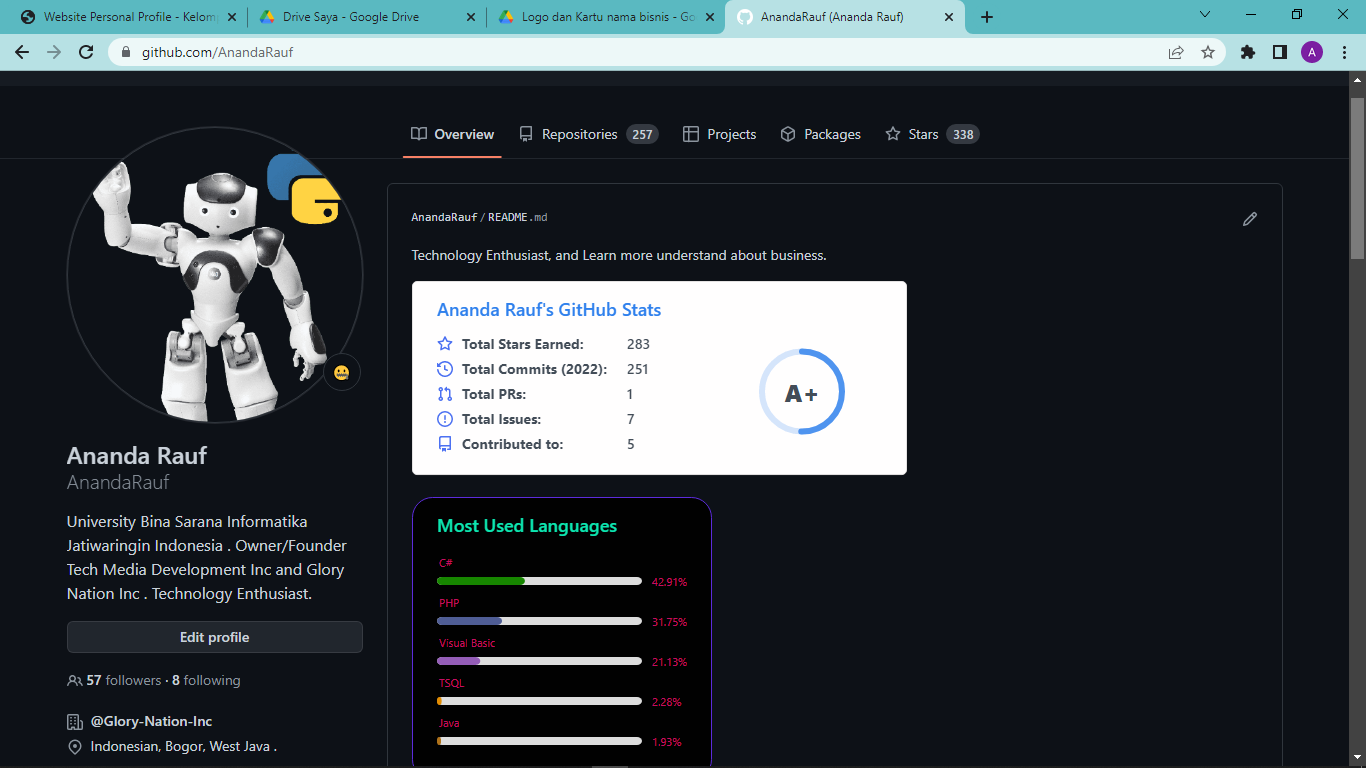 Website Personal Profile - Kelom
Drive Saya - Google Drive
Logo dan Kartu nama bisnis - Go
AnandaRauf (Ananda Rauf)
github.com/AnandaRauf
A
Overview
Repositories 257
Projects
Packages
Stars 338
AnandaRauf/README.md
Technology Enthusiast, and Learn more understand about business.
Ananda Rauf's GitHub Stats
Total Stars Earned: 283
Total Commits (2022): 251
Total PRs: 1
Total Issues: 7
Contributed to: 5
A+
Ananda Rauf
AnandaRauf
University Bina Sarana Informatika
Jatiwaringin Indonesia . Owner/Founder
Tech Media Development Inc and Glory
Nation Inc . Technology Enthusiast.
Edit profile
57 followers · 8 following
@Glory-Nation-Inc
Indonesian, Bogor, West Java .
Most Used Languages
C#
42.91%
PHP
31.75%
Visual Basic
21.13%
TSQL
2.28%
Java
1.93%